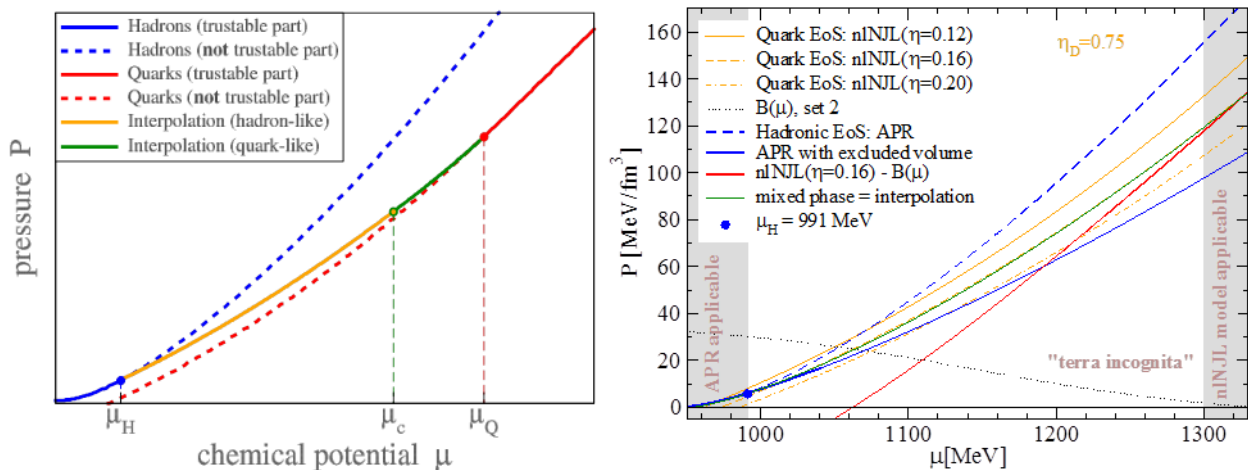 Hadrons (trustable part)
Hadrons (not trustable part)
Quarks (trustable part)
Quarks (not trustable part)
Interpolation (hadron-like)
Interpolation (quark-like)
pressure P
μH
μc
μQ
chemical potential μ
160
140
120
100
80
60
40
20
0
P [MeV/fm³]
Quark EoS: nlNJL(η=0.12)
Quark EoS: nlNJL(η=0.16)
Quark EoS: nlNJL(η=0.20)
B(μ), set 2
Hadronic EoS: APR
APR with excluded volume
nlNJL(η=0.16) - B(μ)
mixed phase = interpolation
μH = 991 MeV
ηD=0.75
APR applicable
"terra incognita"
nlNJL model applicable
1000
1100
1200
1300
μ[MeV]